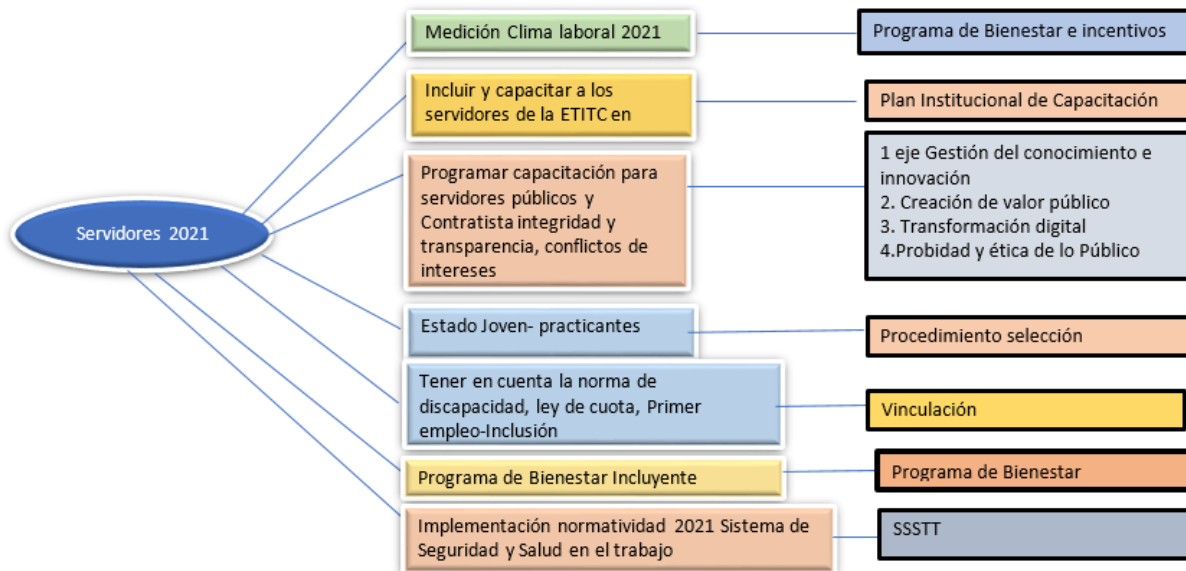 Medición Clima laboral 2021
Programa de Bienestar e incentivos
Incluir y capacitar a los
servidores de la ETITC en
Plan Institucional de Capacitación
Programar capacitación para
servidores públicos y
Contratista integridad y
transparencia, conflictos de
intereses
1 eje Gestión del conocimiento e
innovación
2. Creación de valor público
3. Transformación digital
4.Probidad y ética de lo Público
Servidores 2021
Estado Joven- practicantes
Procedimiento selección
Tener en cuenta la norma de
discapacidad, ley de cuota, Primer
empleo-Inclusión
Vinculación
Programa de Bienestar Incluyente
Programa de Bienestar
Implementación normatividad 2021 Sistema de
Seguridad y Salud en el trabajo
SSSTT